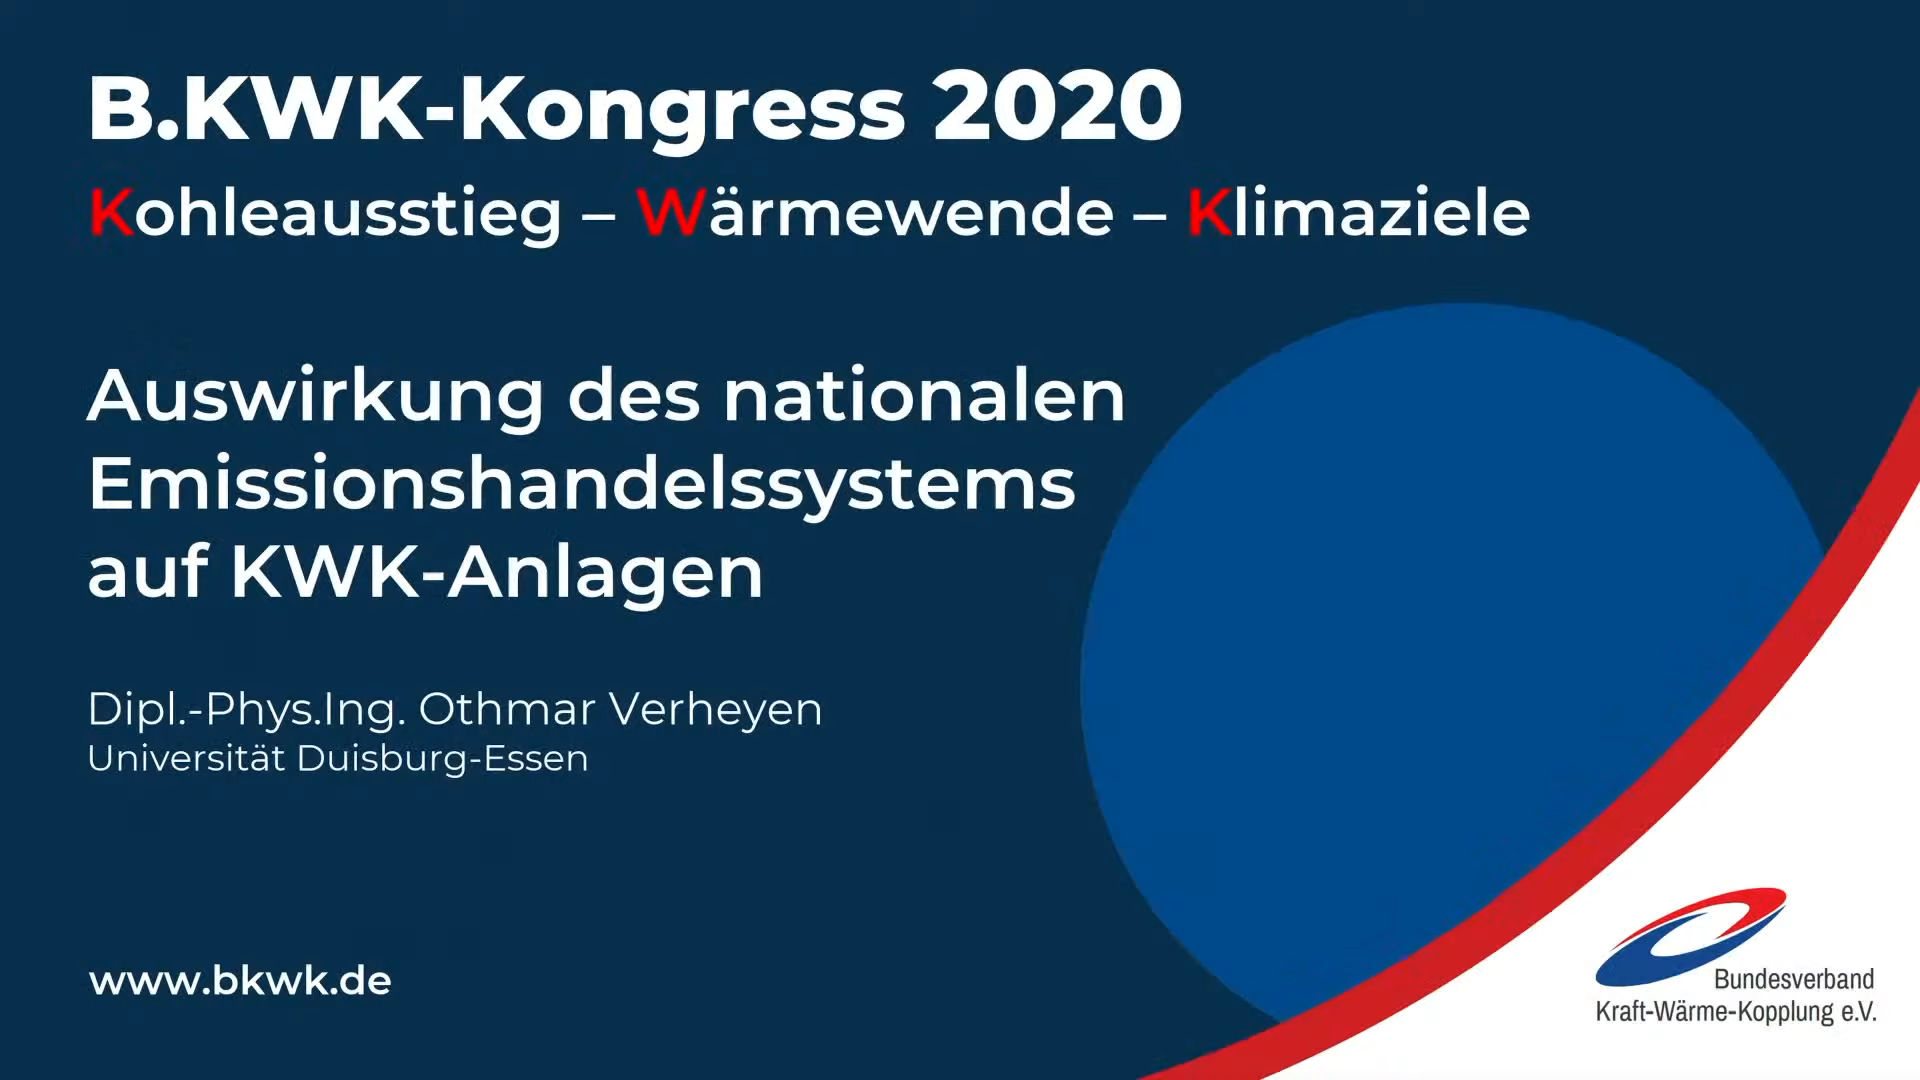 B.KWK-Kongress 2020
Kohleausstieg – Wärmewende – Klimaziele
Auswirkung des nationalen
Emissionshandelssystems
auf KWK-Anlagen
Dipl.-Phys.Ing. Othmar Verheyen
Universität Duisburg-Essen
www.bkwk.de
Bundesverband
Kraft-Wärme-Kopplung e.V.